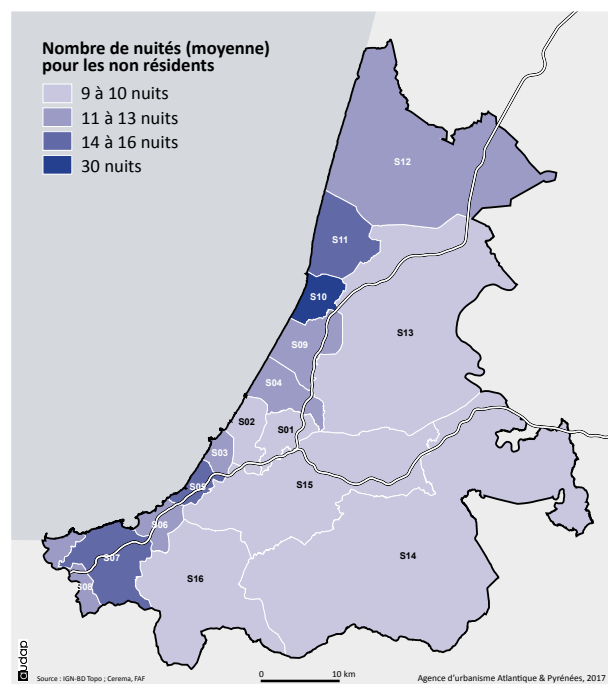 Nombre de nuités (moyenne)
pour les non résidents
9 à 10 nuits
11 à 13 nuits
14 à 16 nuits
30 nuits
S12
S11
S10
S13
S09
S04
S02
S01
S03
S05
S15
S06
S07
S14
S08
S16
audap
Source : IGN-BD Topo ; Cerema, FAF
0 10 km
Agence d'urbanisme Atlantique & Pyrénées, 2017